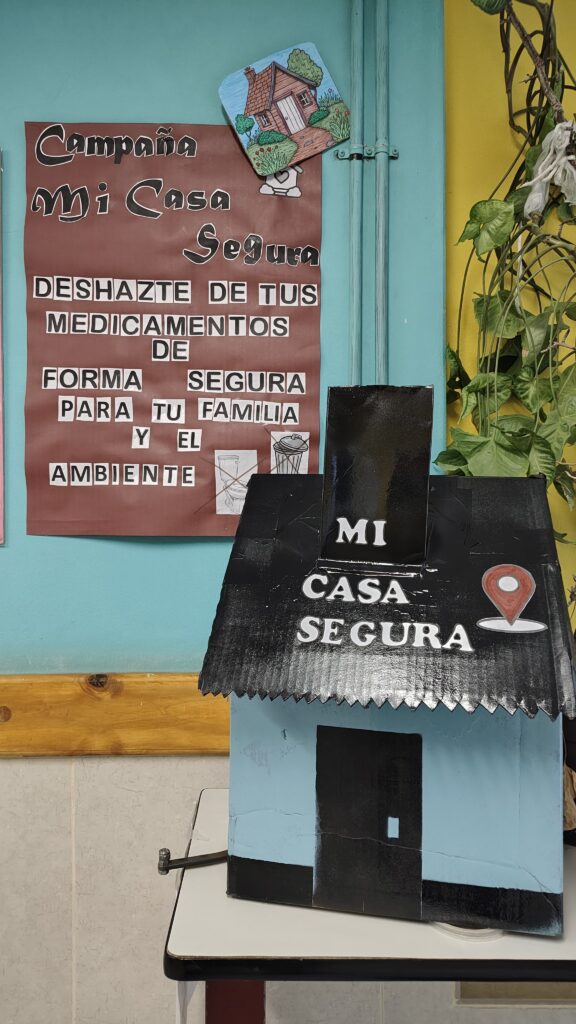 Campaña
Mi Casa
Segura
DESHAZTE DE TUS
MEDICAMENTOS
DE
FORMA SEGURA
PARA TU FAMILIA
Y EL
AMBIENTE
MI
CASA
SEGURA